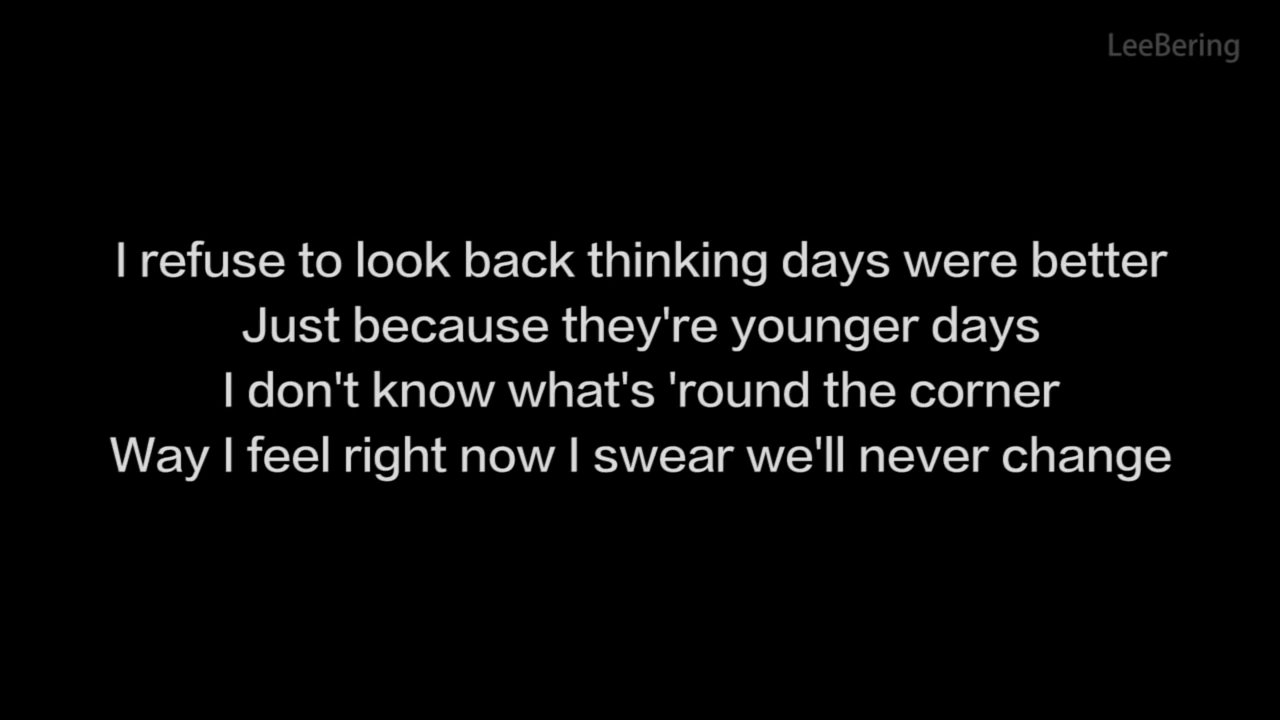 LeeBering
I refuse to look back thinking days were better
Just because they're younger days
I don't know what's 'round the corner
Way I feel right now I swear we'll never change